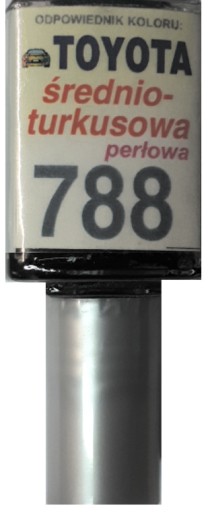 ODPOWIEDNIK KOLORU:
TOYOTA
średnio-
turkusowa
perłowa
788